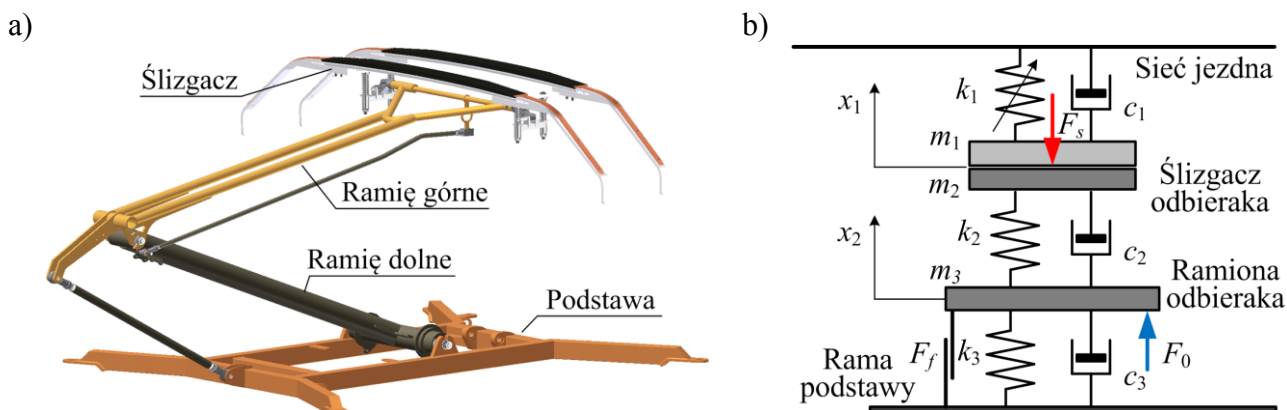 a)
Ślizgacz
Ramię górne
Ramię dolne
Podstawa
b)
Sieć jezdna
k1
c1
x1
Fs
m1
m2
Ślizgacz
odbieraka
x2
k2
c2
m3
Ramiona
odbieraka
Rama
podstawy
Ff
k3
c3
F0